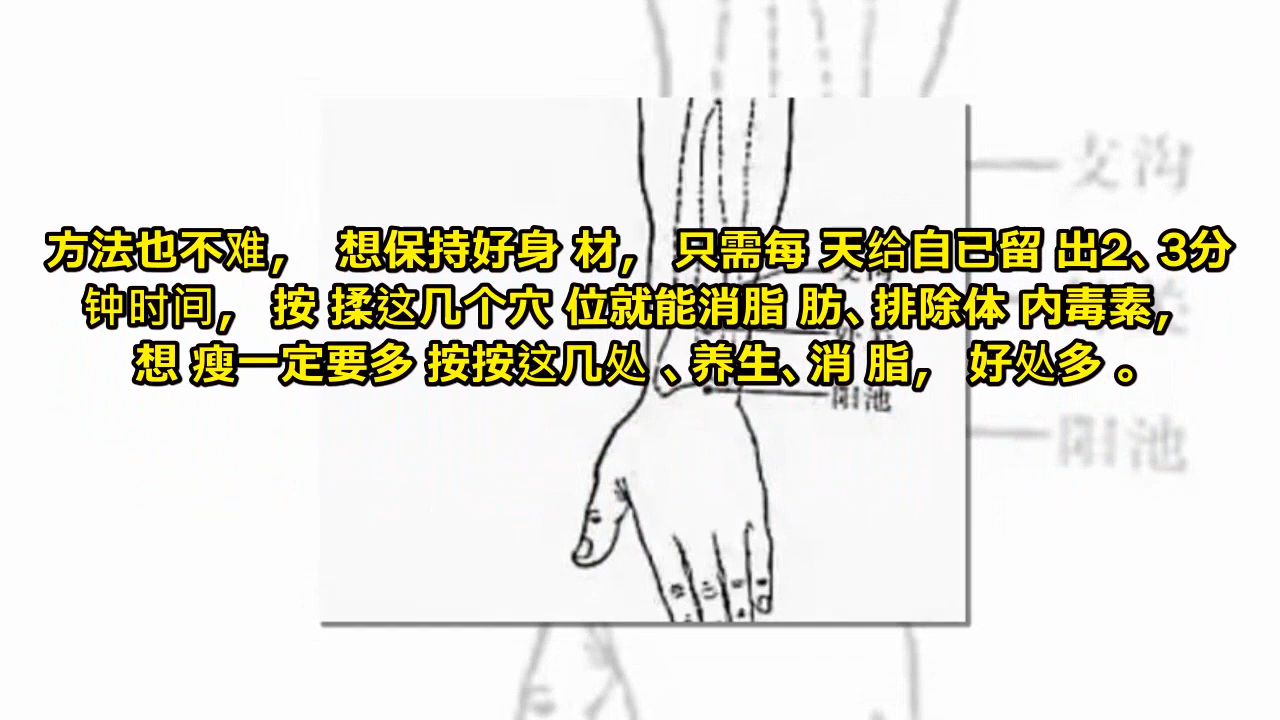 方法也不难， 想保持好身 材， 只需每 天给自已留 出2、3分
钟时间， 按 揉这几个穴 位就能消脂 肪、排除体 内毒素，
想 瘦一定要多 按按这几处 、养生、消 脂， 好处多 。
支沟
阳池
阳池